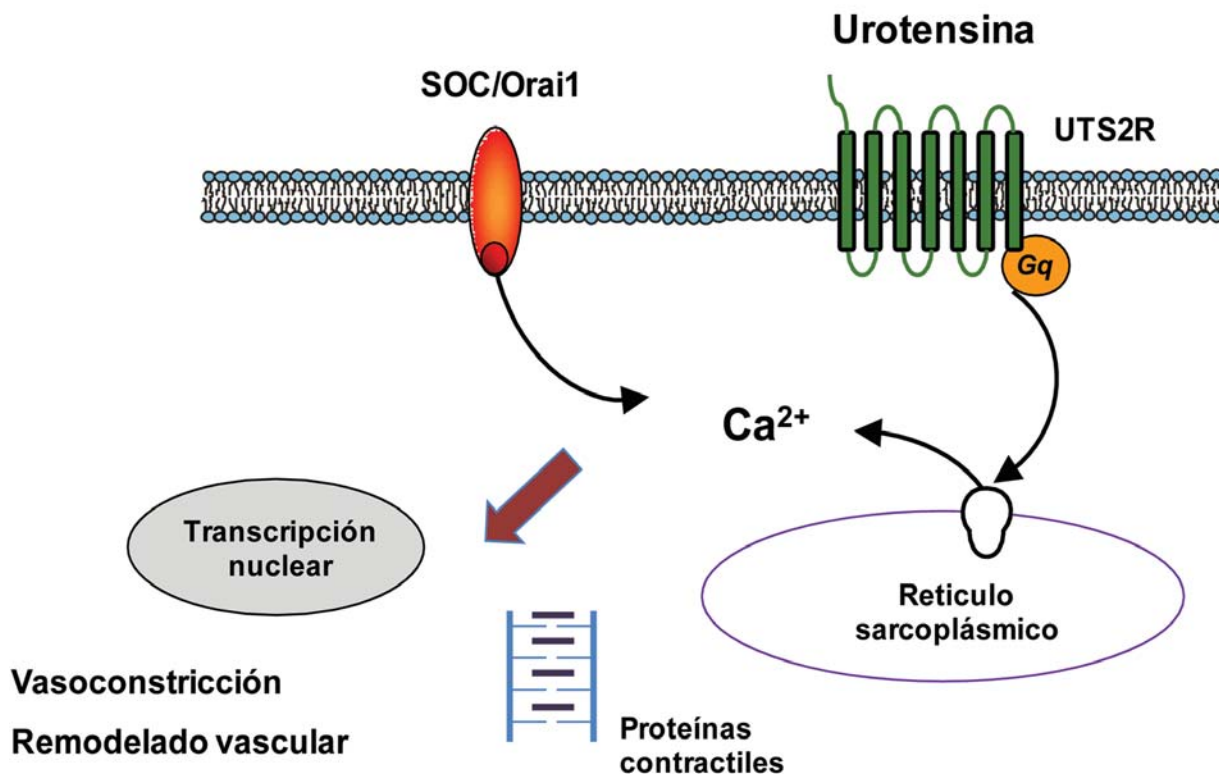 Urotensina
SOC/Orai1
UTS2R
Gq
Ca²⁺
Transcripción
nuclear
Reticulo
sarcoplásmico
Vasoconstricción
Remodelado vascular
Proteínas
contractiles